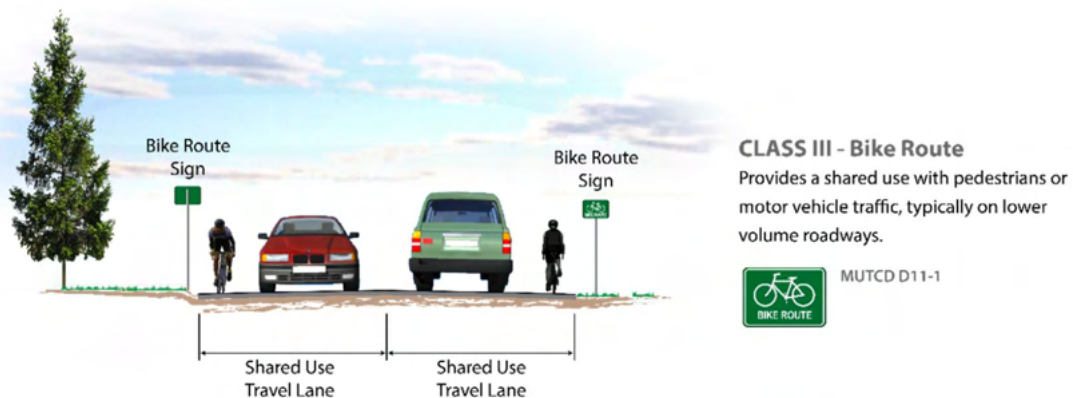 Bike Route
Sign
Bike Route
Sign
CLASS III - Bike Route
Provides a shared use with pedestrians or
motor vehicle traffic, typically on lower
volume roadways.
BIKE ROUTE
MUTCD D11-1
Shared Use
Travel Lane
Shared Use
Travel Lane